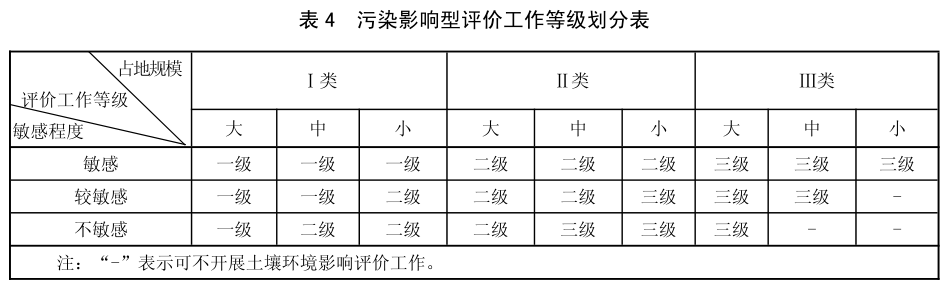 表 4 污染影响型评价工作等级划分表
占地规模
评价工作等级
敏感程度
Ⅰ类 Ⅱ类 Ⅲ类
大 中 小 大 中 小 大 中 小
敏感 一级 一级 一级 二级 二级 二级 三级 三级 三级
较敏感 一级 一级 二级 二级 二级 三级 三级 三级 -
不敏感 一级 二级 二级 二级 三级 三级 三级 - -
注：“-”表示可不开展土壤环境影响评价工作。